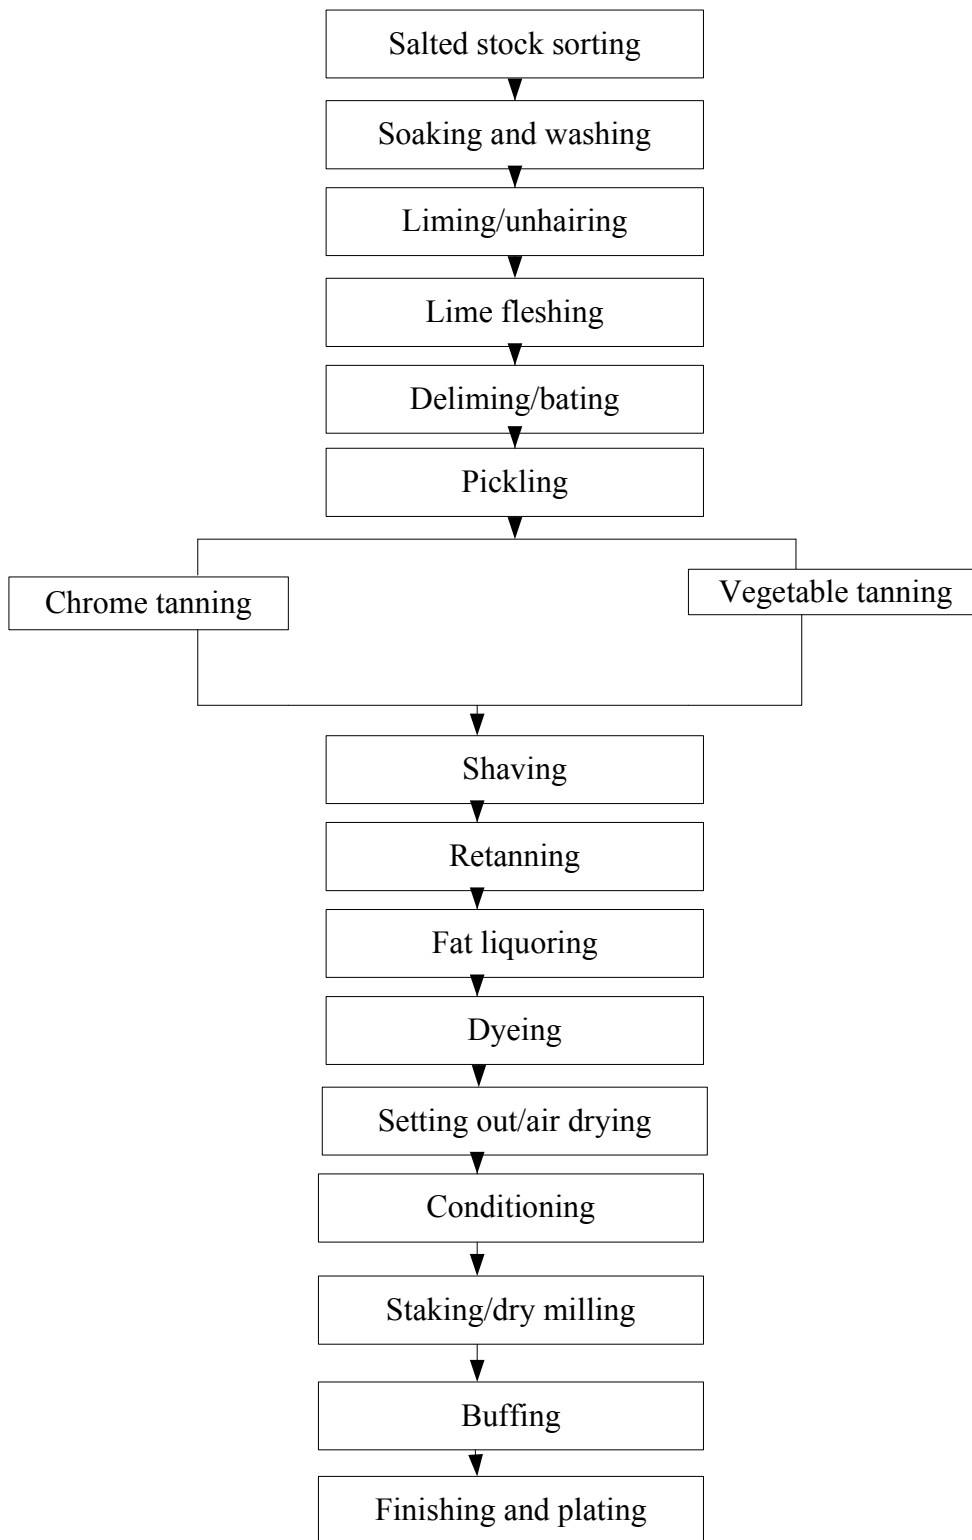 Salted stock sorting
Soaking and washing
Liming/unhairing
Lime fleshing
Deliming/bating
Pickling
Chrome tanning
Vegetable tanning
Shaving
Retanning
Fat liquoring
Dyeing
Setting out/air drying
Conditioning
Staking/dry milling
Buffing
Finishing and plating